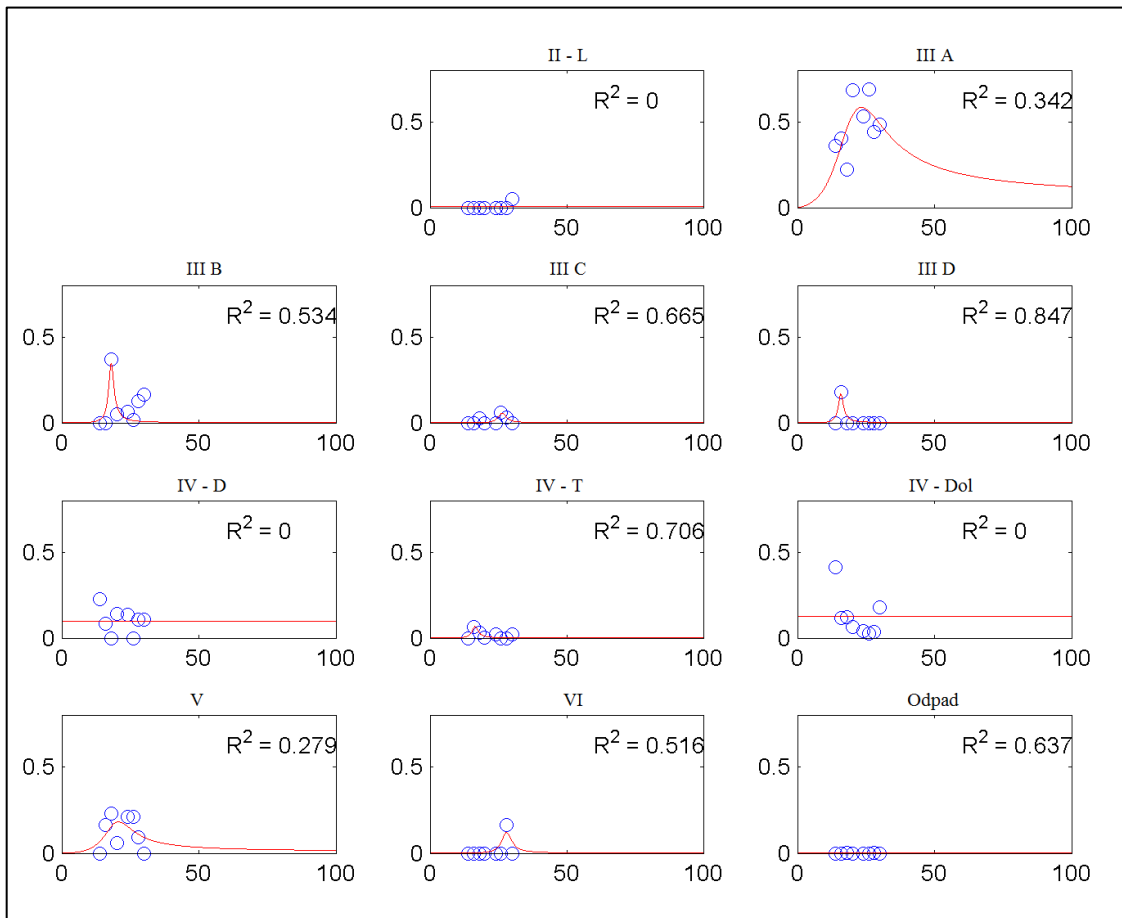 II - L
R² = 0
0.5
0
0 50 100
III A
R² = 0.342
0.5
0
0 50 100
III B
R² = 0.534
0.5
0
0 50 100
III C
R² = 0.665
0.5
0
0 50 100
III D
R² = 0.847
0.5
0
0 50 100
IV - D
R² = 0
0.5
0
0 50 100
IV - T
R² = 0.706
0.5
0
0 50 100
IV - Dol
R² = 0
0.5
0
0 50 100
V
R² = 0.279
0.5
0
0 50 100
VI
R² = 0.516
0.5
0
0 50 100
Odpad
R² = 0.637
0.5
0
0 50 100